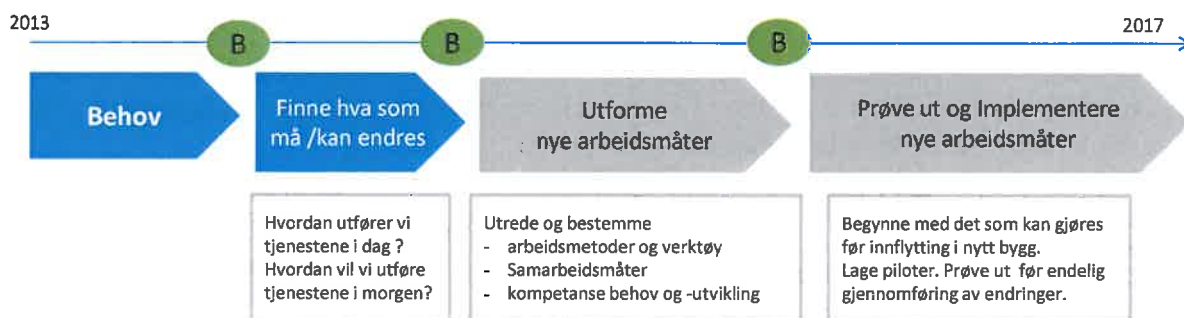 2013
2017
B
B
B
Behov
Finne hva som
må /kan endres
Utforme
nye arbeidsmåter
Prøve ut og Implementere
nye arbeidsmåter
Hvordan utfører vi
tjenestene i dag ?
Hvordan vil vi utføre
tjenestene i morgen?
Utrede og bestemme
- arbeidsmetoder og verktøy
- Samarbeidsmåter
- kompetanse behov og -utvikling
Begynne med det som kan gjøres
før innflytting i nytt bygg.
Lage piloter. Prøve ut før endelig
gjennomføring av endringer.